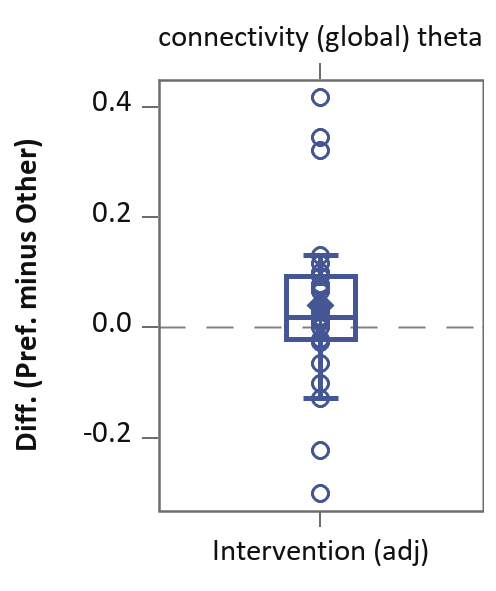 connectivity (global) theta
0.4
0.2
0.0
-0.2
Diff. (Pref. minus Other)
Intervention (adj)